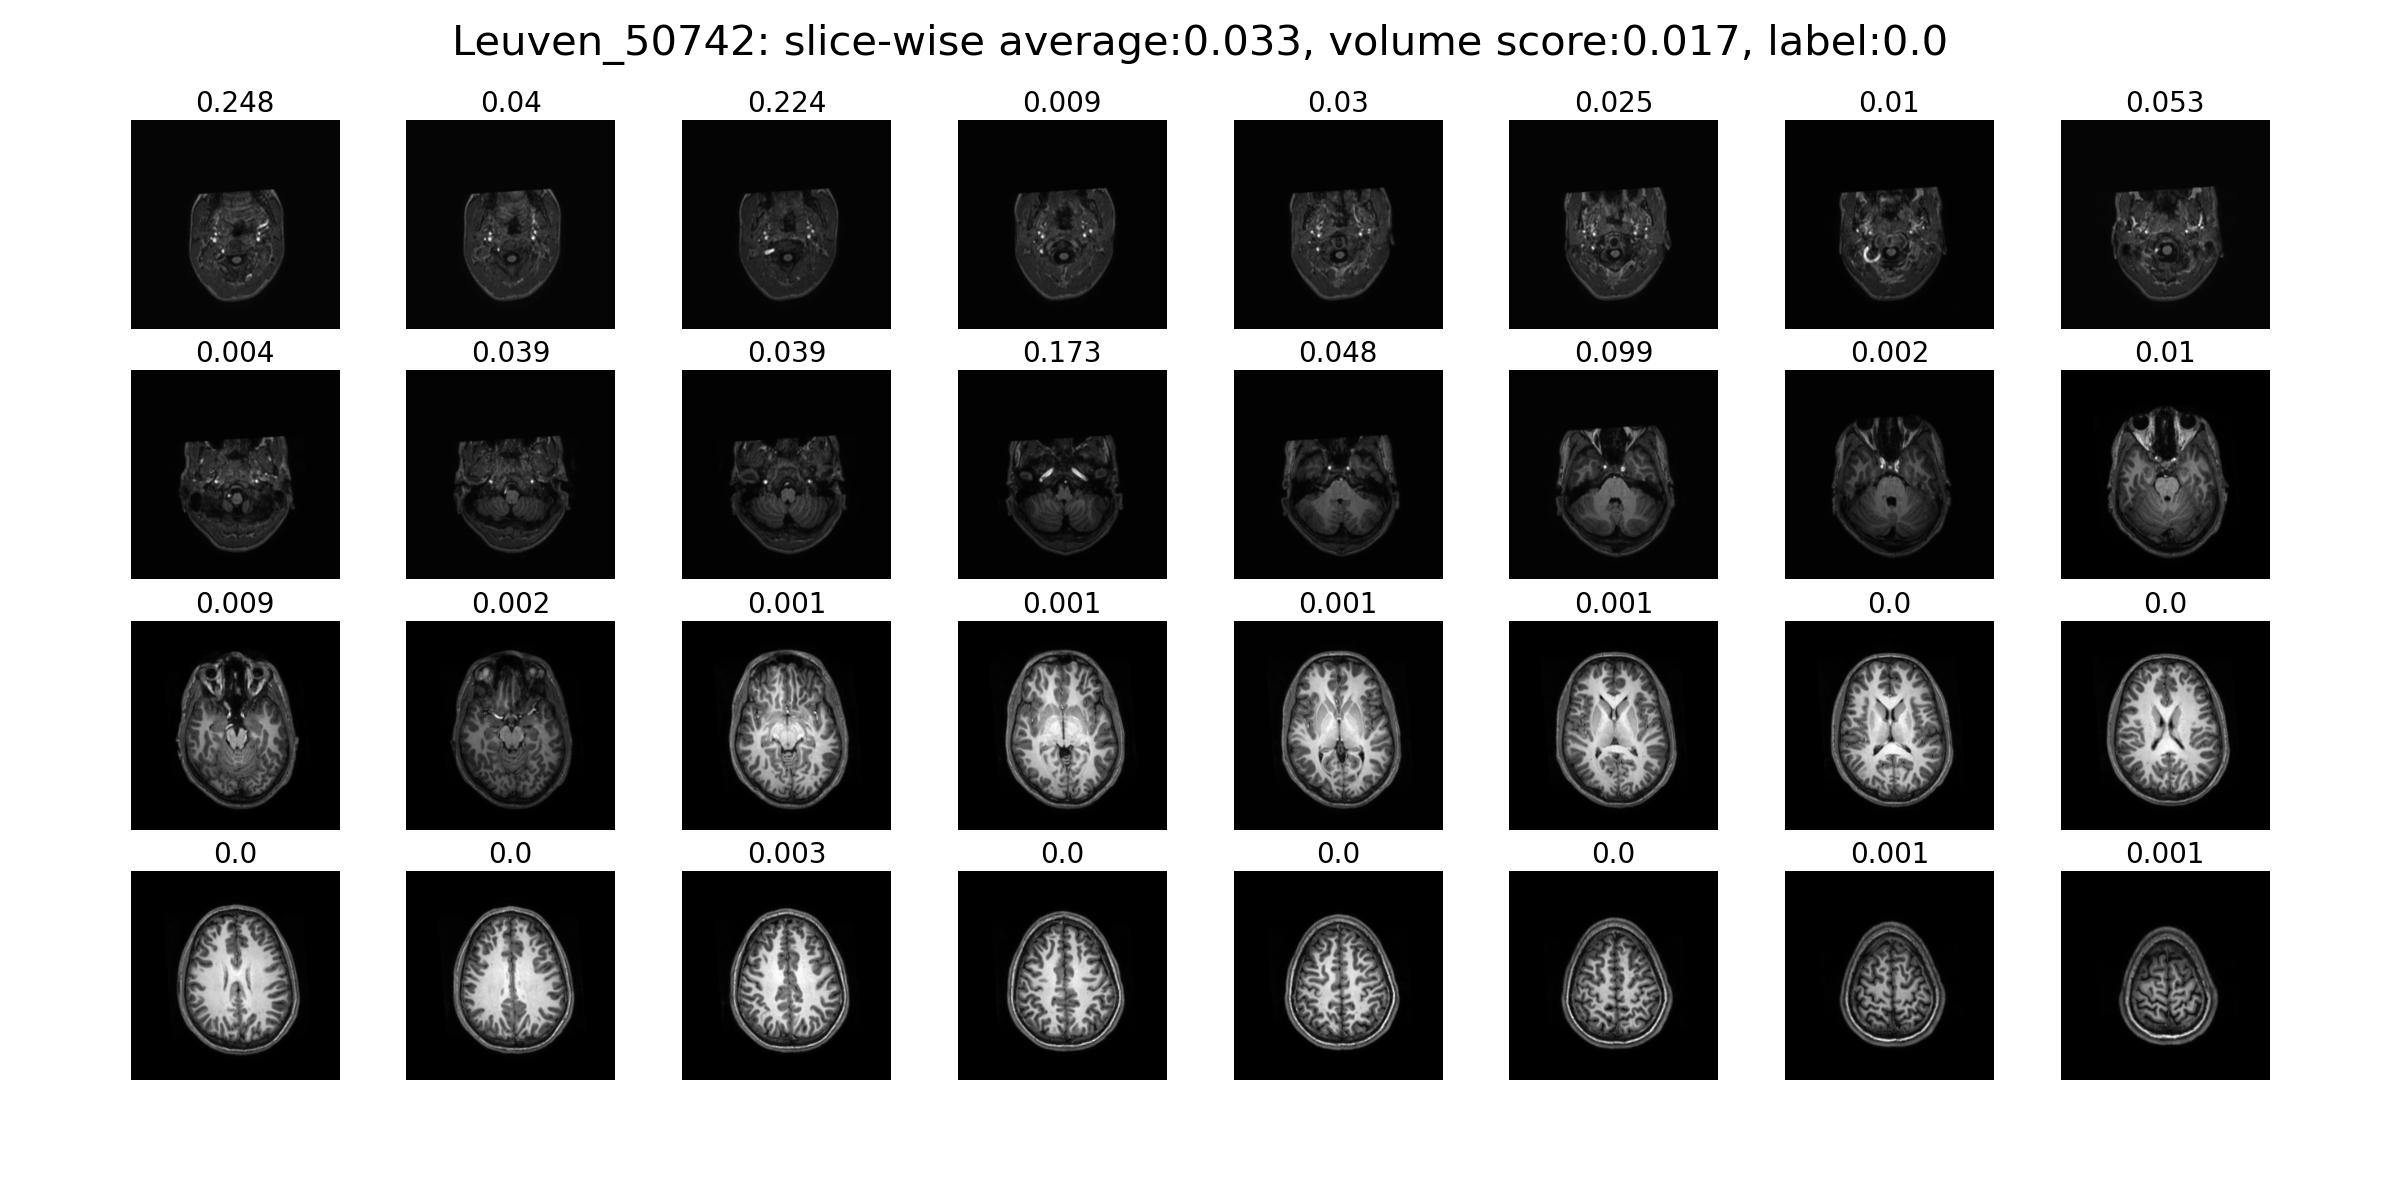 Leuven_50742: slice-wise average:0.033, volume score:0.017, label:0.0
0.248 0.04 0.224 0.009 0.03 0.025 0.01 0.053
0.004 0.039 0.039 0.173 0.048 0.099 0.002 0.01
0.009 0.002 0.001 0.001 0.001 0.001 0.0 0.0
0.0 0.0 0.003 0.0 0.0 0.0 0.001 0.001